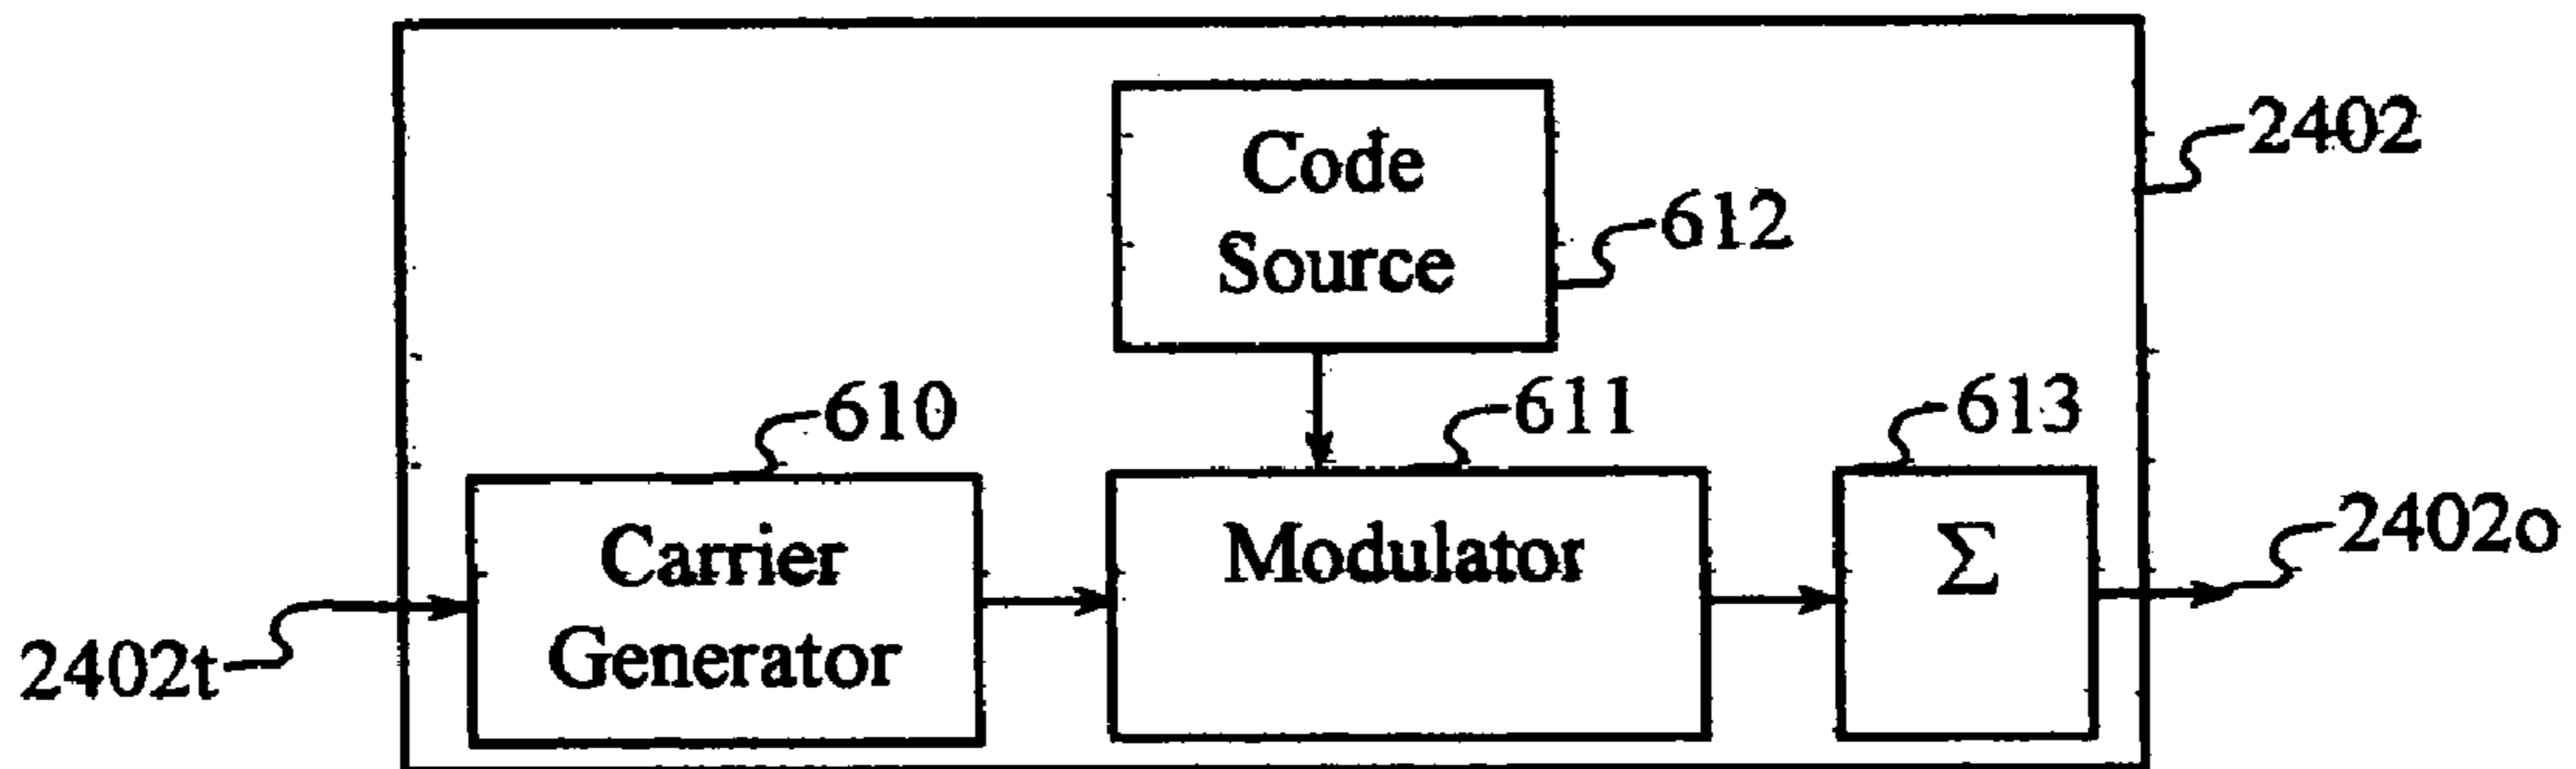 2402
Code
Source
612
610
611
613
Carrier
Generator
Modulator
Σ
2402o
2402t